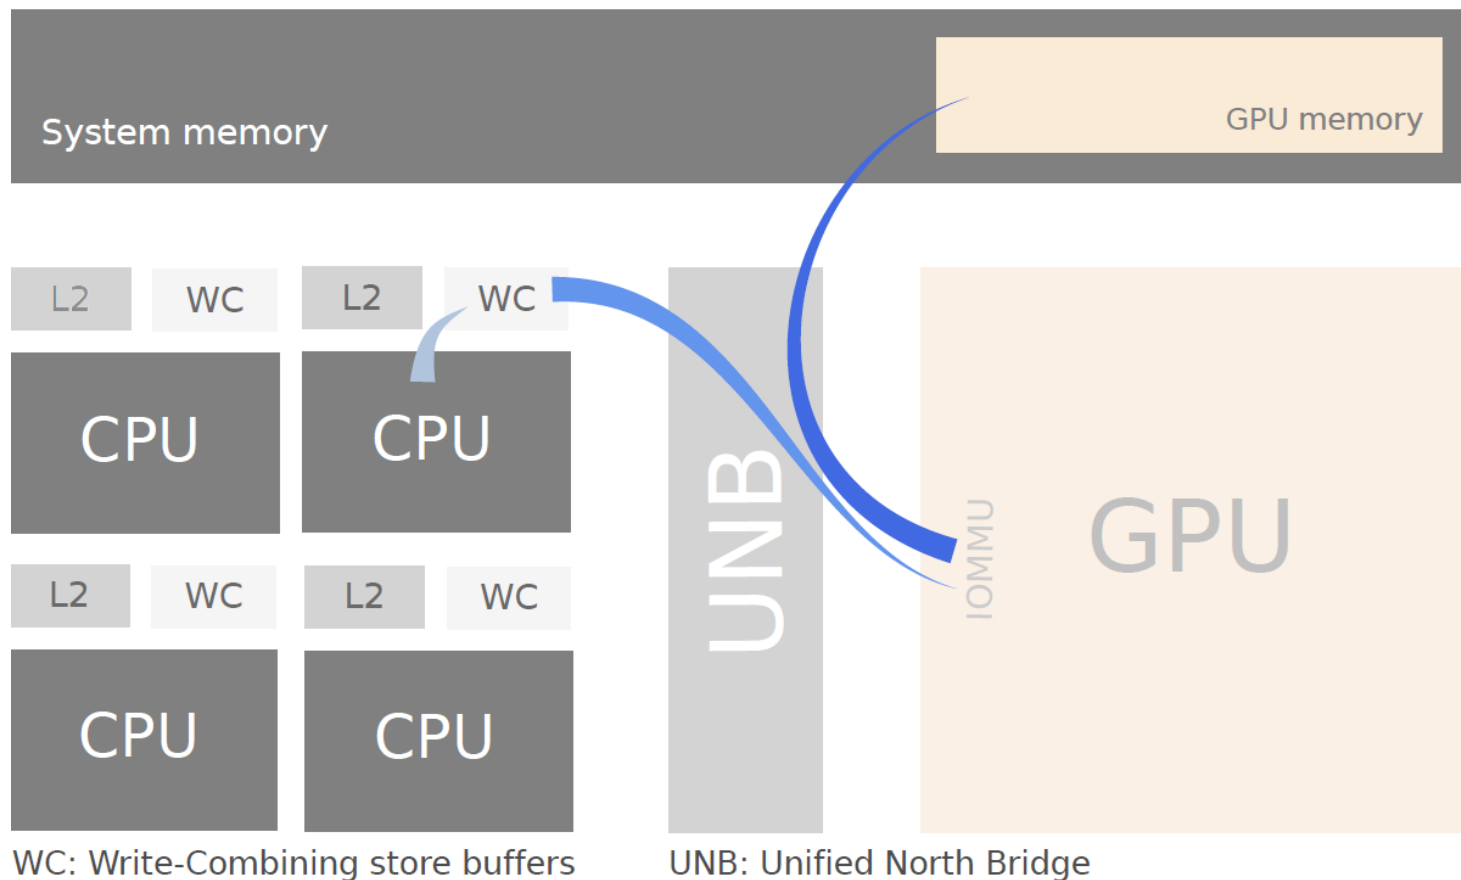 System memory
GPU memory
L2
WC
L2
WC
CPU
CPU
UNB
IOMMU
GPU
L2
WC
L2
WC
CPU
CPU
WC: Write-Combining store buffers
UNB: Unified North Bridge